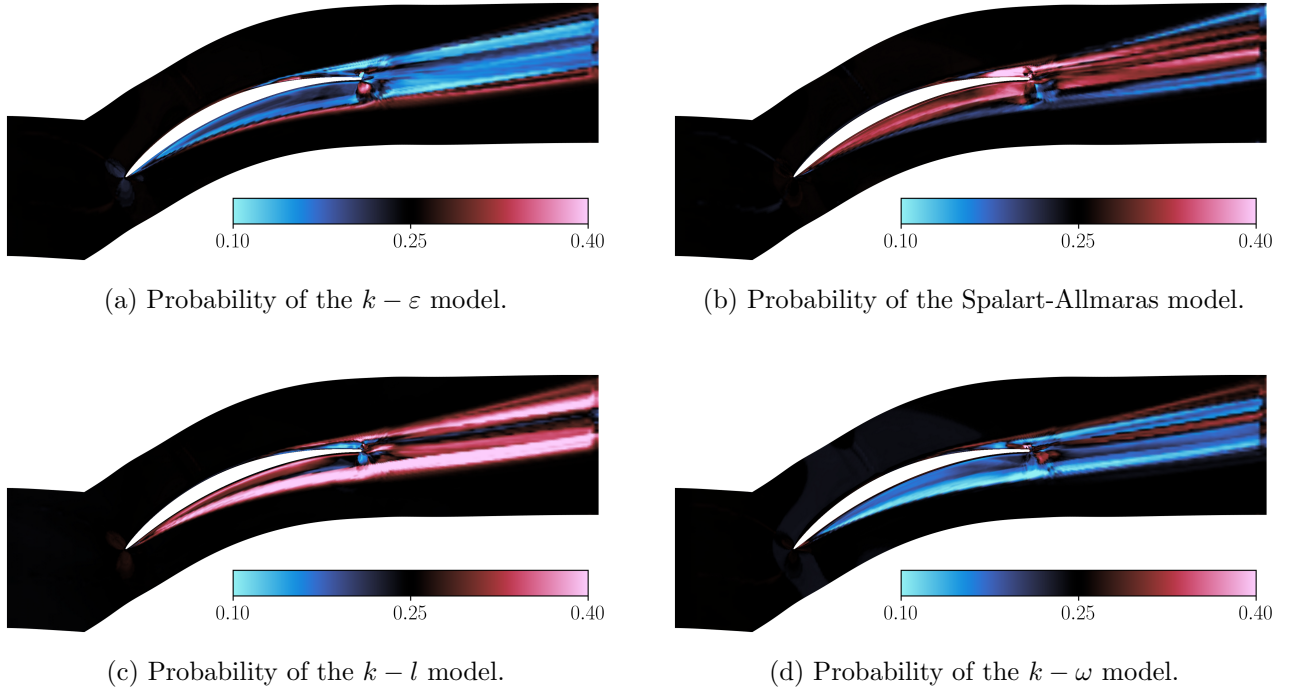 0.10 0.25 0.40
0.10 0.25 0.40
(a) Probability of the k − ε model.
(b) Probability of the Spalart-Allmaras model.
0.10 0.25 0.40
0.10 0.25 0.40
(c) Probability of the k − l model.
(d) Probability of the k − ω model.